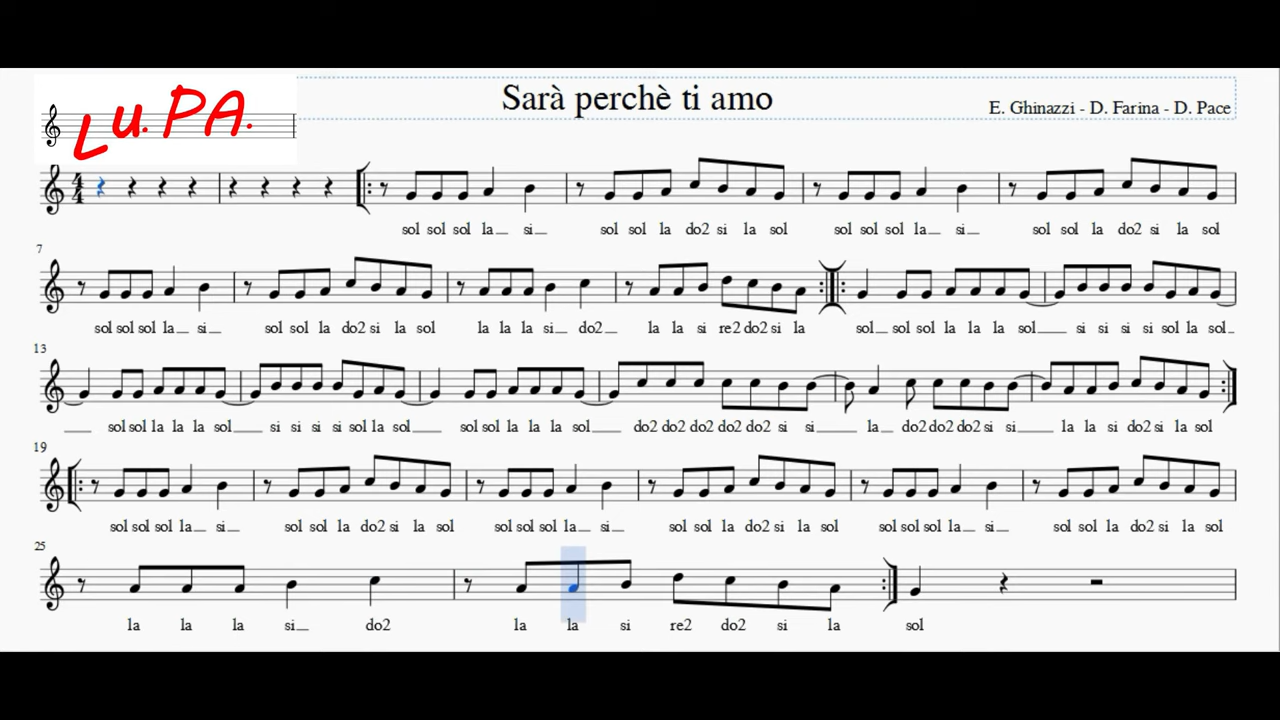 Lu.PA.
Sarà perchè ti amo
E. Ghinazzi - D. Farina - D. Pace
4
4
sol sol sol la si sol sol la do2 si la sol sol sol sol la si sol sol la do2 si la sol
7
sol sol sol la si sol sol la do2 si la sol la la la si do2 la la si re2 do2 si la sol sol sol la la la sol si si si si sol la sol
13
sol sol la la la sol si si si si sol la sol sol sol la la la sol do2 do2 do2 do2 do2 si si la do2 do2 do2 si si la la si do2 si la sol
19
sol sol sol la si sol sol la do2 si la sol sol sol sol la si sol sol la do2 si la sol sol sol sol la si sol sol la do2 si la sol
25
la la la si do2 la la si re2 do2 si la sol